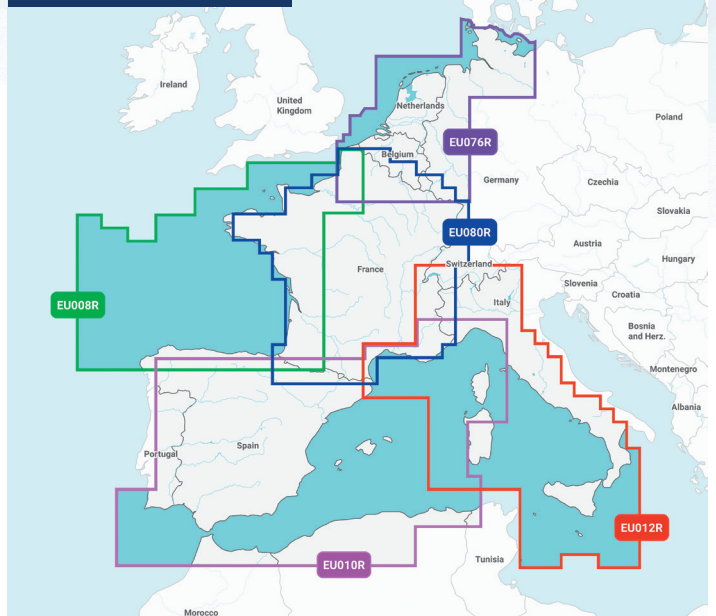 Ireland
United
Kingdom
Netherlands
Poland
EU076R
Belgium
Germany
Czechia
Slovakia
EU080R
Austria
Hungary
Switzerland
France
Slovenia
Croatia
Italy
EU008R
Bosnia
and Herz.
Montenegro
Albania
Spain
Portugal
EU012R
EU010R
Tunisia
Morocco